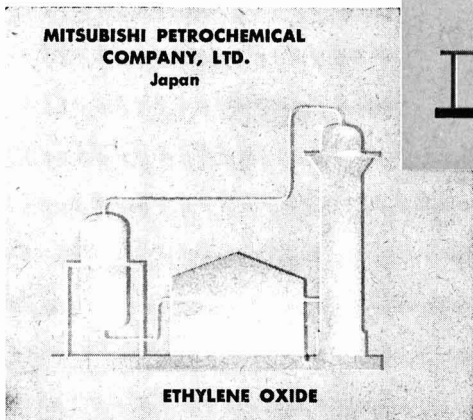 MITSUBISHI PETROCHEMICAL
COMPANY, LTD.
Japan
ETHYLENE OXIDE